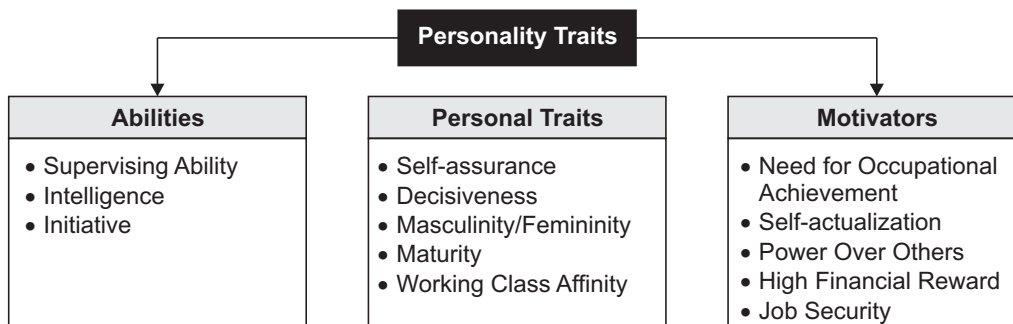 Personality Traits
Abilities
• Supervising Ability
• Intelligence
• Initiative
Personal Traits
• Self-assurance
• Decisiveness
• Masculinity/Femininity
• Maturity
• Working Class Affinity
Motivators
• Need for Occupational
Achievement
• Self-actualization
• Power Over Others
• High Financial Reward
• Job Security